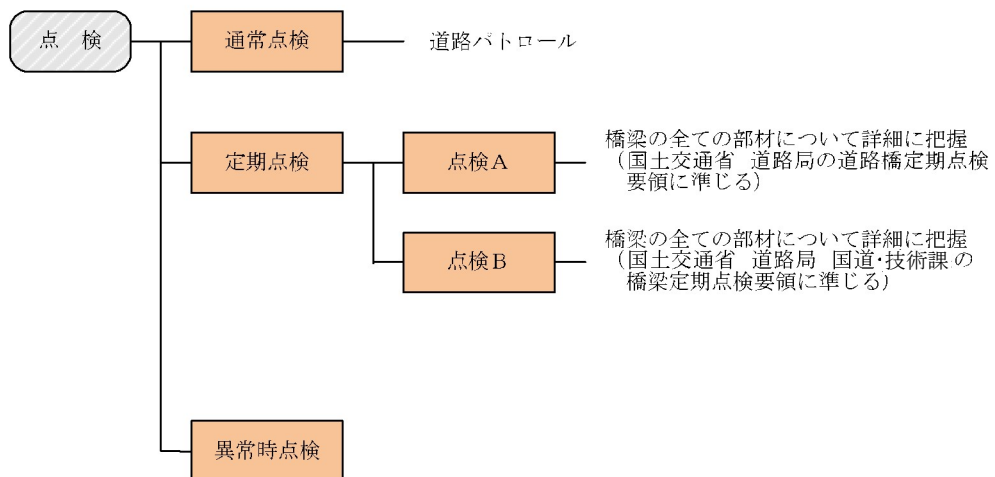 点　検
通常点検
道路パトロール
定期点検
点検Ａ
橋梁の全ての部材について詳細に把握
（国土交通省　道路局の道路橋定期点検
要領に準じる）
点検Ｂ
橋梁の全ての部材について詳細に把握
（国土交通省　道路局　国道・技術課の
橋梁定期点検要領に準じる）
異常時点検